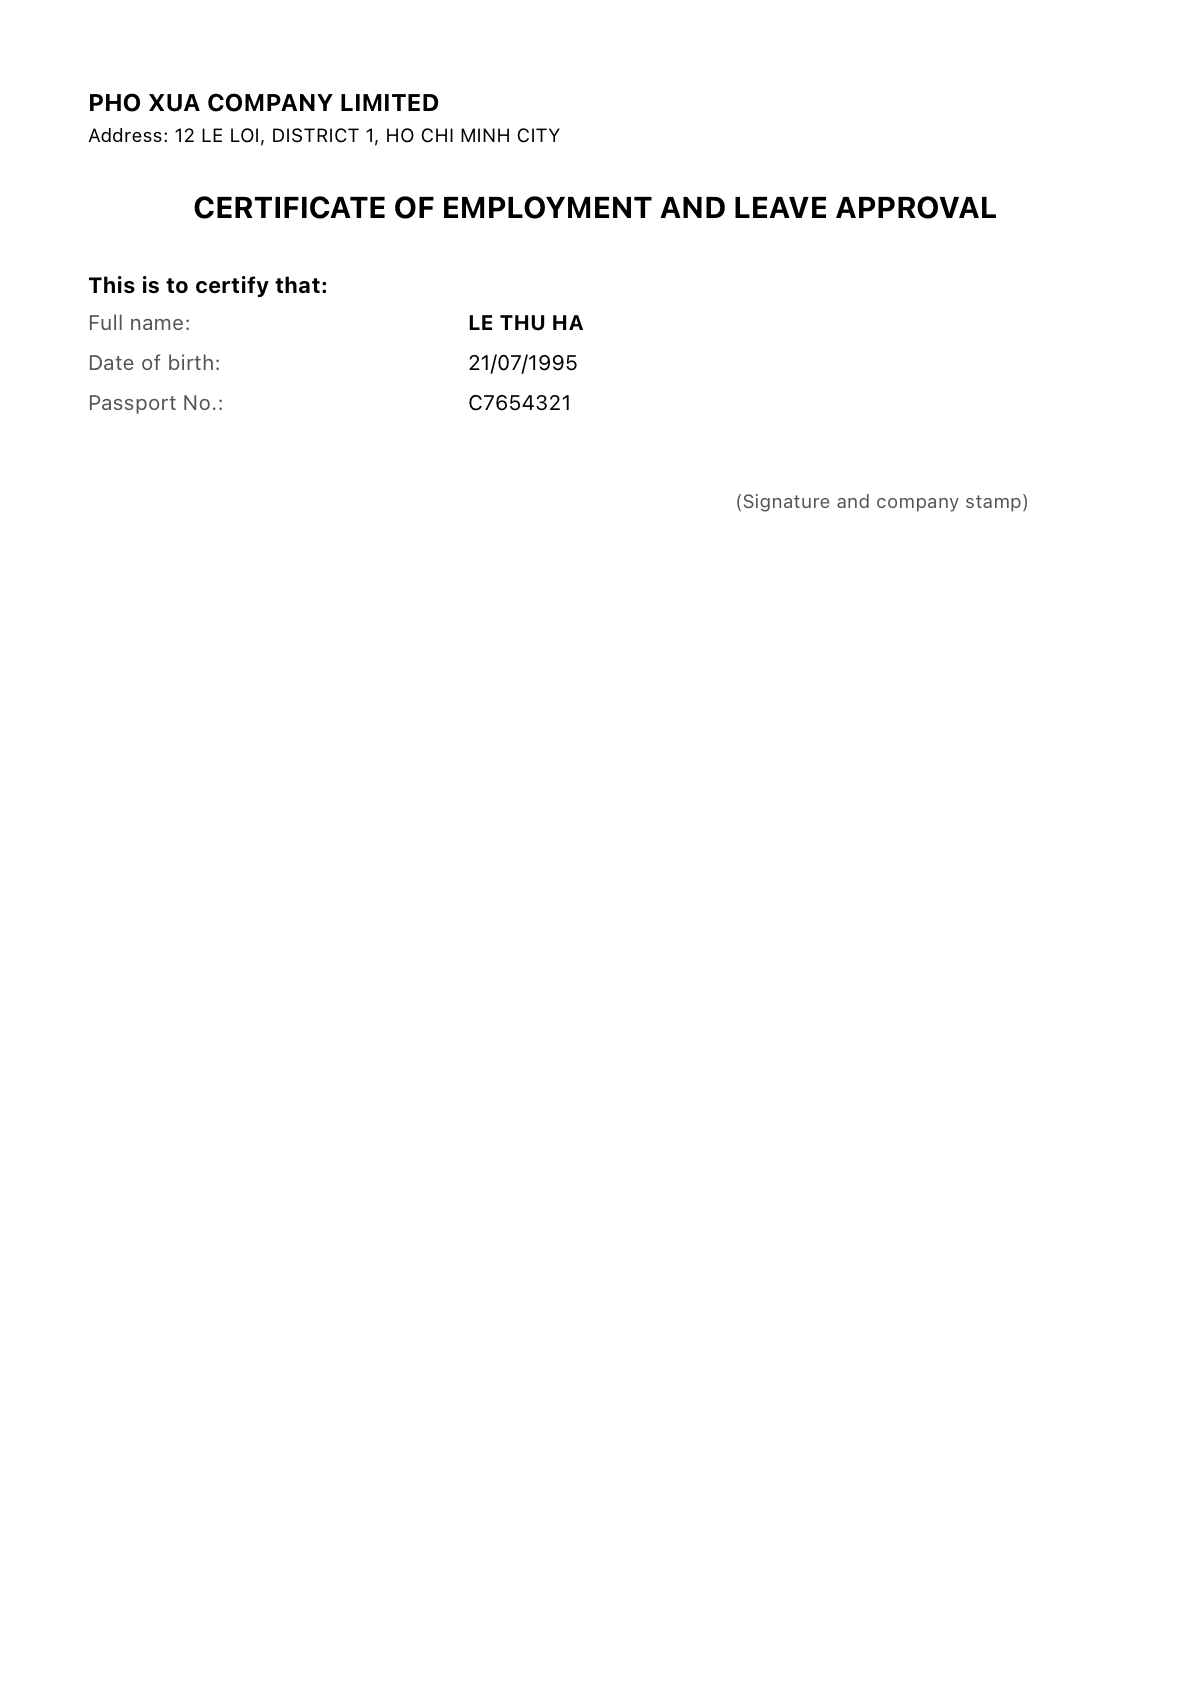 PHO XUA COMPANY LIMITED
Address: 12 LE LOI, DISTRICT 1, HO CHI MINH CITY
CERTIFICATE OF EMPLOYMENT AND LEAVE APPROVAL
This is to certify that:
Full name: LE THU HA
Date of birth: 21/07/1995
Passport No.: C7654321
(Signature and company stamp)